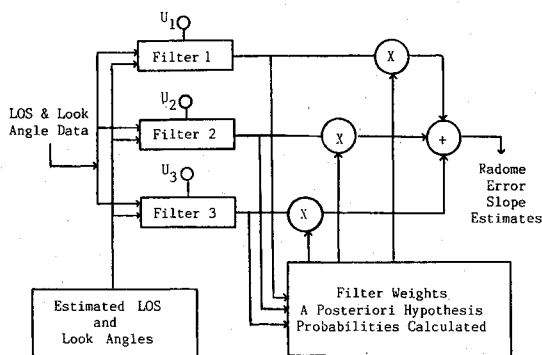 U1
Filter 1
X
LOS & Look
Angle Data
U2
Filter 2
X
+
U3
Filter 3
X
Radome
Error
Slope
Estimates
Estimated LOS
and
Look Angles
Filter Weights
A Posteriori Hypothesis
Probabilities Calculated